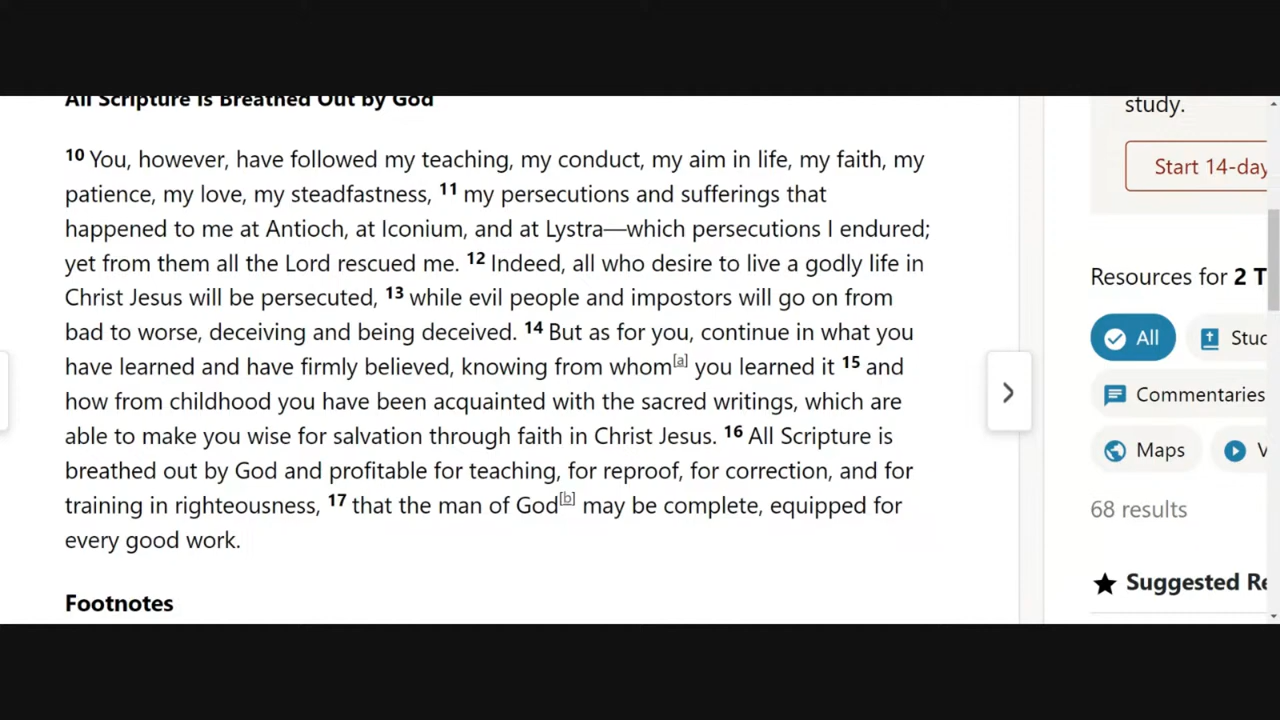 All Scripture Is Breathed Out by God
10 You, however, have followed my teaching, my conduct, my aim in life, my faith, my
patience, my love, my steadfastness, 11 my persecutions and sufferings that
happened to me at Antioch, at Iconium, and at Lystra—which persecutions I endured;
yet from them all the Lord rescued me. 12 Indeed, all who desire to live a godly life in
Christ Jesus will be persecuted, 13 while evil people and impostors will go on from
bad to worse, deceiving and being deceived. 14 But as for you, continue in what you
have learned and have firmly believed, knowing from whom[a] you learned it 15 and
how from childhood you have been acquainted with the sacred writings, which are
able to make you wise for salvation through faith in Christ Jesus. 16 All Scripture is
breathed out by God and profitable for teaching, for reproof, for correction, and for
training in righteousness, 17 that the man of God[b] may be complete, equipped for
every good work.
Footnotes
study.
Start 14-day
Resources for 2 T
All Stud
Commentaries
Maps V
68 results
Suggested Re